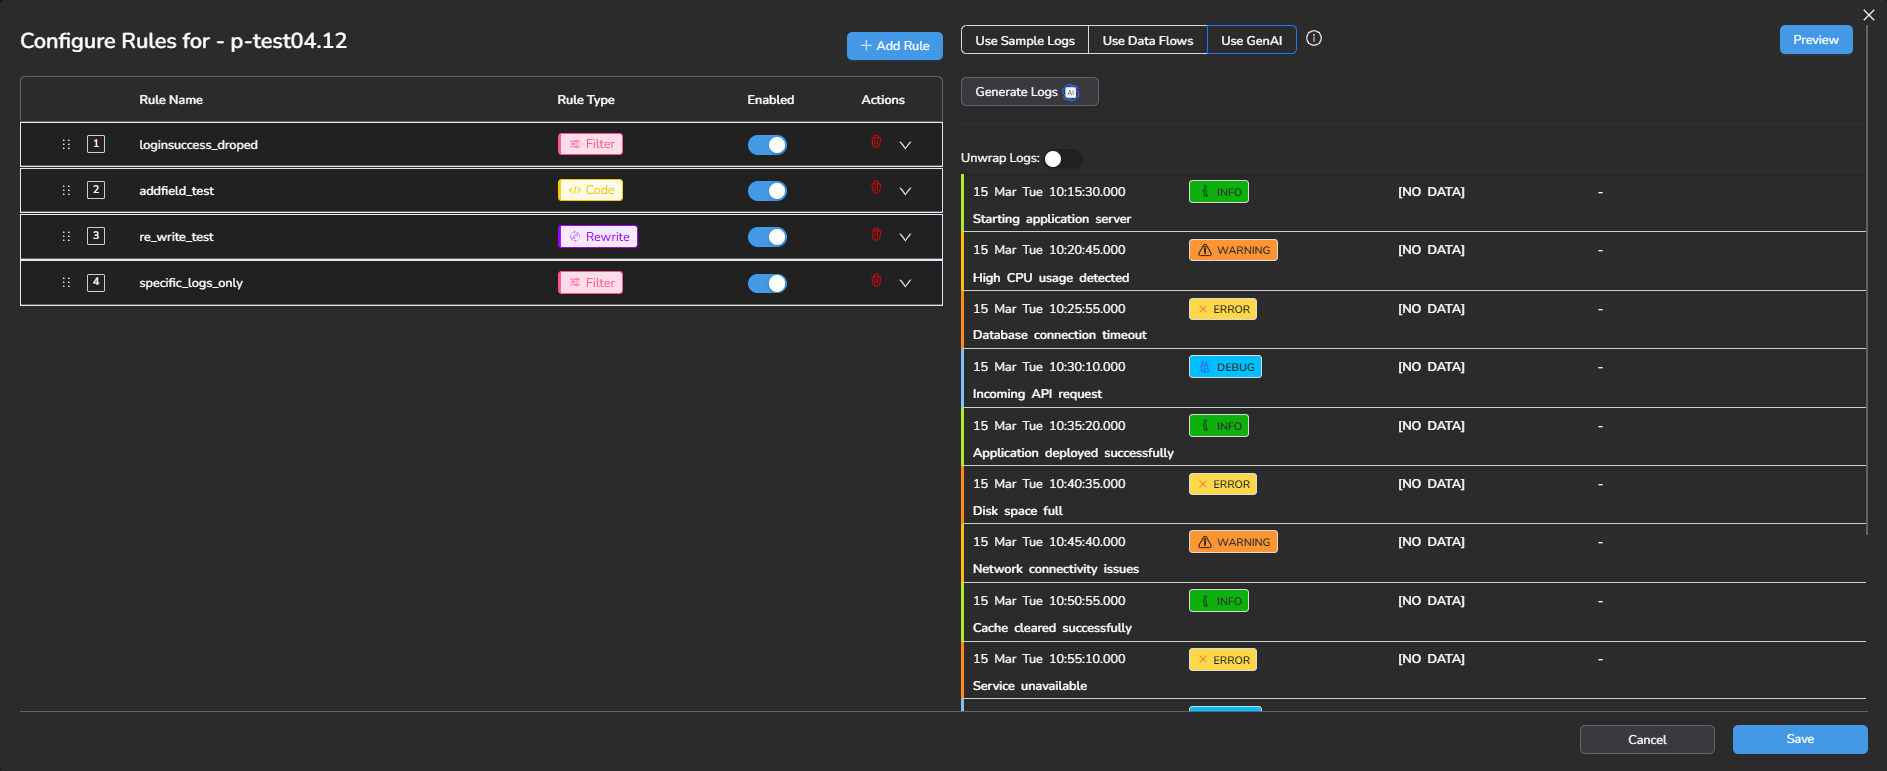 Configure Rules for - p-test04.12
+ Add Rule
Rule Name Rule Type Enabled Actions
1 loginsuccess_droped Filter
2 addfield_test </> Code
3 re_write_test Rewrite
4 specific_logs_only Filter
Use Sample Logs Use Data Flows Use GenAI
Preview
Generate Logs AI
Unwrap Logs:
15 Mar Tue 10:15:30.000 INFO [NO DATA] -
Starting application server
15 Mar Tue 10:20:45.000 WARNING [NO DATA] -
High CPU usage detected
15 Mar Tue 10:25:55.000 ERROR [NO DATA] -
Database connection timeout
15 Mar Tue 10:30:10.000 DEBUG [NO DATA] -
Incoming API request
15 Mar Tue 10:35:20.000 INFO [NO DATA] -
Application deployed successfully
15 Mar Tue 10:40:35.000 ERROR [NO DATA] -
Disk space full
15 Mar Tue 10:45:40.000 WARNING [NO DATA] -
Network connectivity issues
15 Mar Tue 10:50:55.000 INFO [NO DATA] -
Cache cleared successfully
15 Mar Tue 10:55:10.000 ERROR [NO DATA] -
Service unavailable
Cancel Save